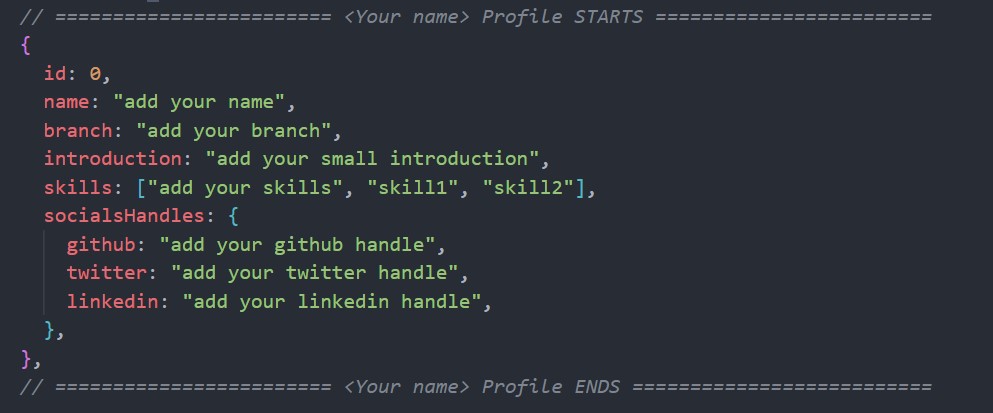 // ======================== <Your name> Profile STARTS ========================
{
id: 0,
name: "add your name",
branch: "add your branch",
introduction: "add your small introduction",
skills: ["add your skills", "skill1", "skill2"],
socialsHandles: {
github: "add your github handle",
twitter: "add your twitter handle",
linkedin: "add your linkedin handle",
},
},
// ======================== <Your name> Profile ENDS ==========================